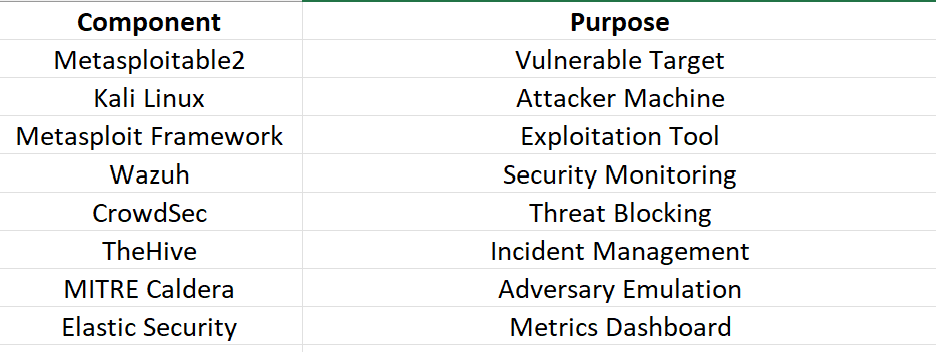 Component Purpose
Metasploitable2 Vulnerable Target
Kali Linux Attacker Machine
Metasploit Framework Exploitation Tool
Wazuh Security Monitoring
CrowdSec Threat Blocking
TheHive Incident Management
MITRE Caldera Adversary Emulation
Elastic Security Metrics Dashboard